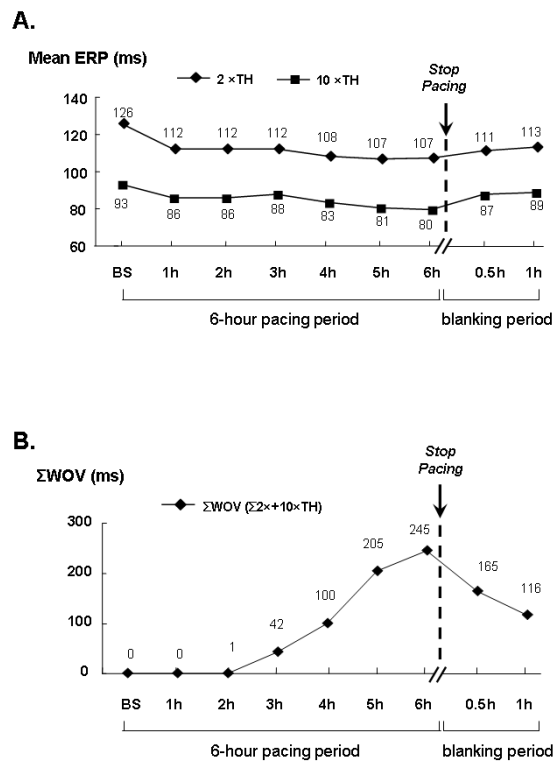 A.
Mean ERP (ms)
2 ×TH
10 ×TH
Stop
Pacing
140
120
100
80
60
126
112
112
112
108
107
107
111
113
93
86
86
88
83
81
80
87
89
BS 1h 2h 3h 4h 5h 6h 0.5h 1h
6-hour pacing period
blanking period
B.
ΣWOV (ms)
Stop
Pacing
ΣWOV (Σ2×+10×TH)
300
200
100
0
0
0
1
42
100
205
245
165
116
BS 1h 2h 3h 4h 5h 6h 0.5h 1h
6-hour pacing period
blanking period